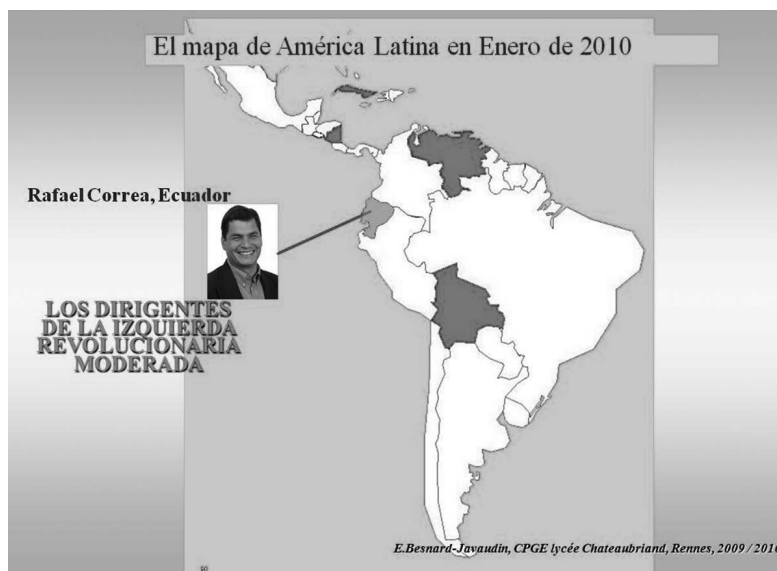 El mapa de América Latina en Enero de 2010
Rafael Correa, Ecuador
LOS DIRIGENTES
DE LA IZQUIERDA
REVOLUCIONARIA
MODERADA
E.Besnard-Javaudin, CPGE lycée Chateaubriand, Rennes, 2009 / 2010